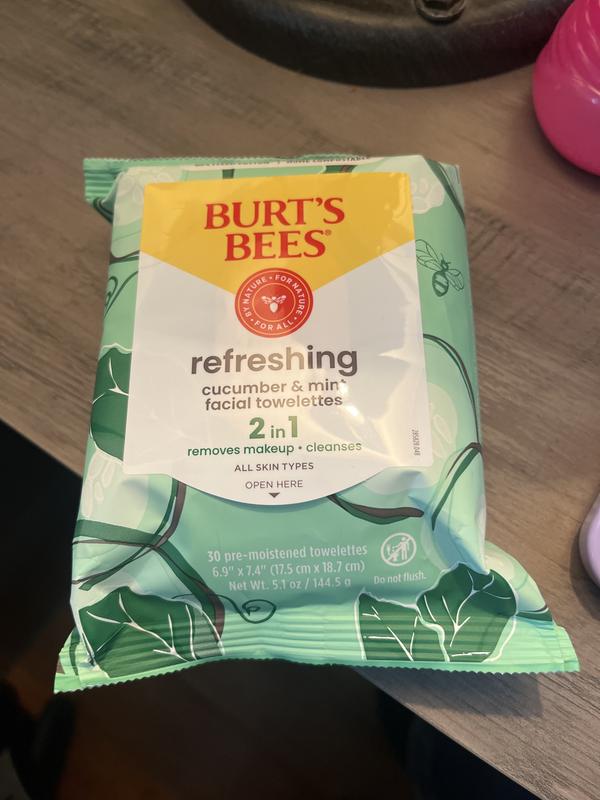 HOME COMPOSTABLE
BURT'S
BEES®
BY NATURE • FOR NATURE • FOR ALL •
refreshing
cucumber & mint
facial towelettes
2 in 1
removes makeup • cleanses
ALL SKIN TYPES
OPEN HERE
30 pre-moistened towelettes
6.9" x 7.4" (17.5 cm x 18.7 cm)
Net Wt. 5.1 oz / 144.5 g
Do not flush.